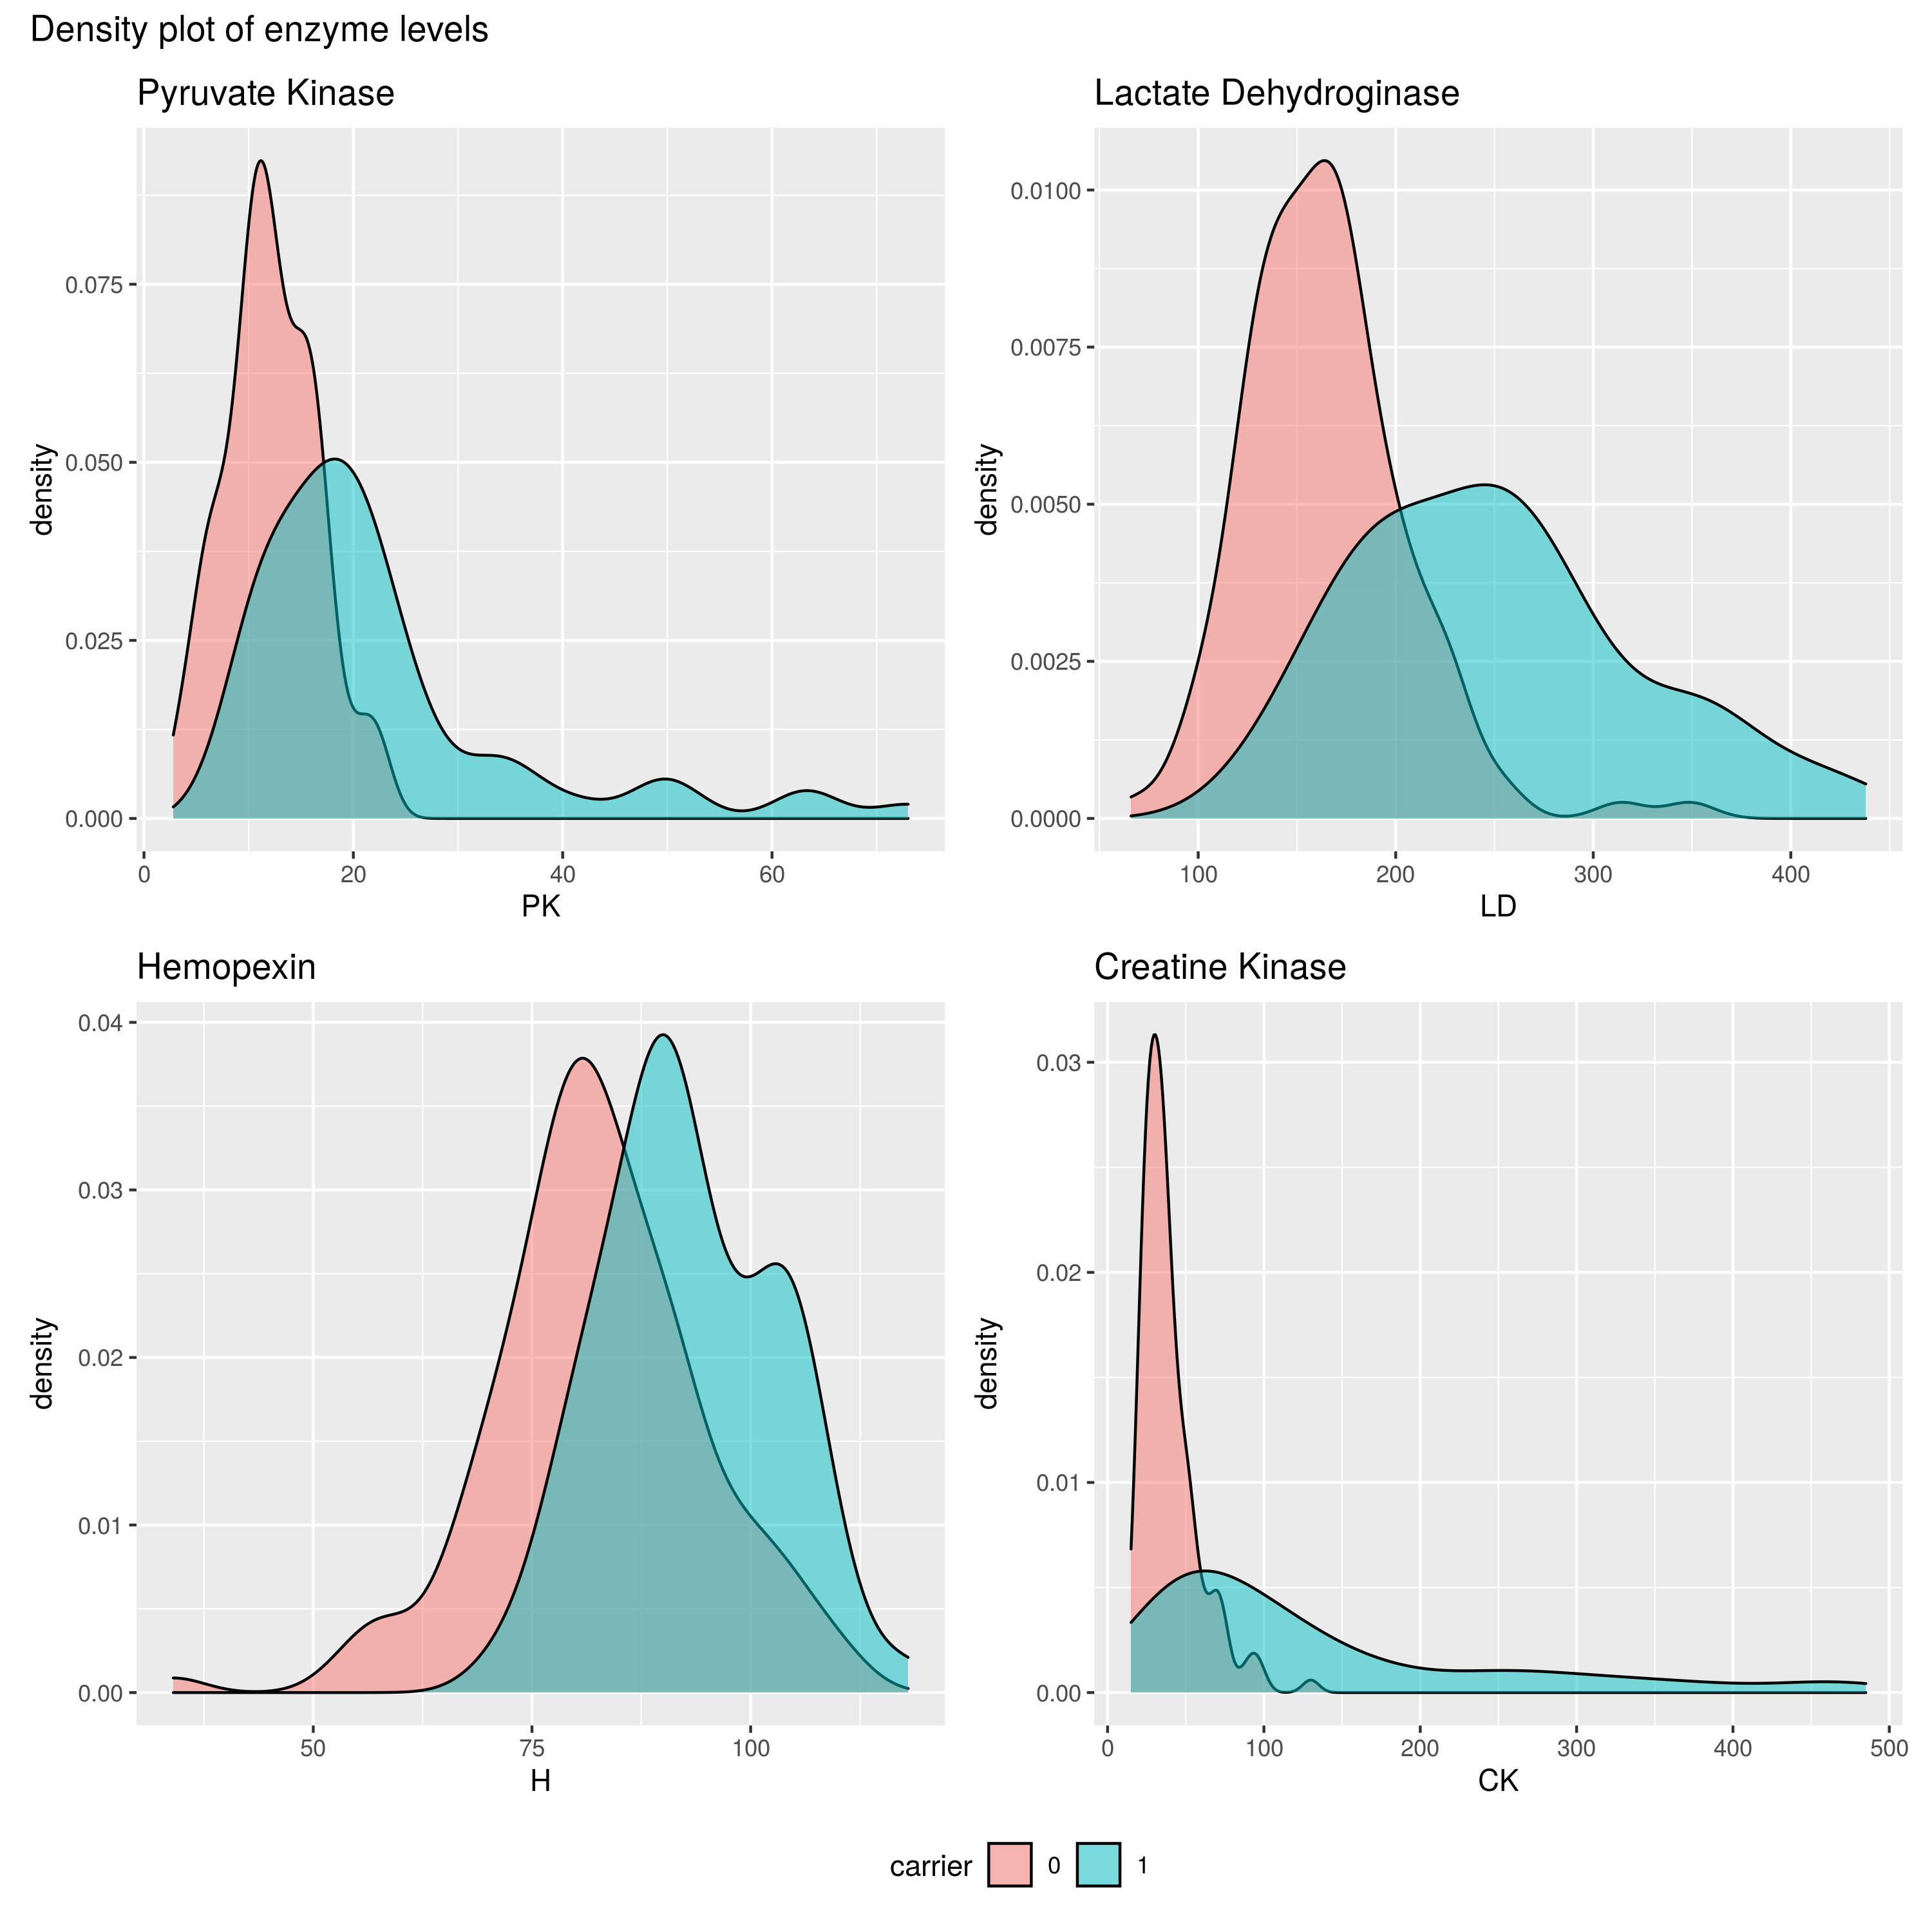 Density plot of enzyme levels
Pyruvate Kinase
0.075
0.050
0.025
0.000
density
0 20 40 60
PK
Lactate Dehydroginase
0.0100
0.0075
0.0050
0.0025
0.0000
density
100 200 300 400
LD
Hemopexin
0.04
0.03
0.02
0.01
0.00
density
50 75 100
H
Creatine Kinase
0.03
0.02
0.01
0.00
density
0 100 200 300 400 500
CK
carrier 0 1